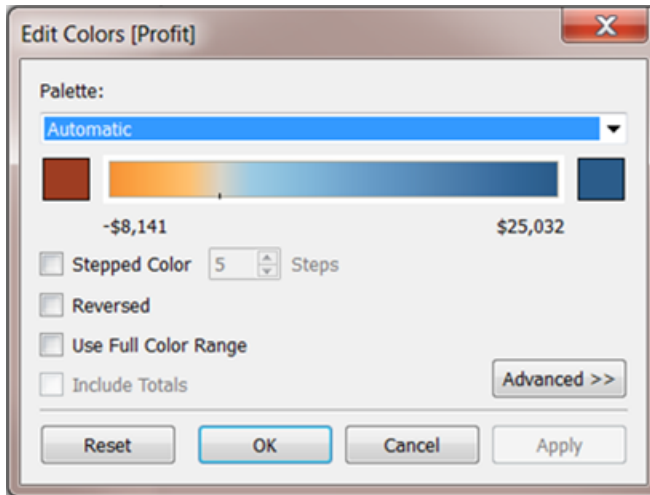 Edit Colors [Profit]
Palette:
Automatic
-$8,141 $25,032
Stepped Color 5 Steps
Reversed
Use Full Color Range
Include Totals
Advanced >>
Reset OK Cancel Apply